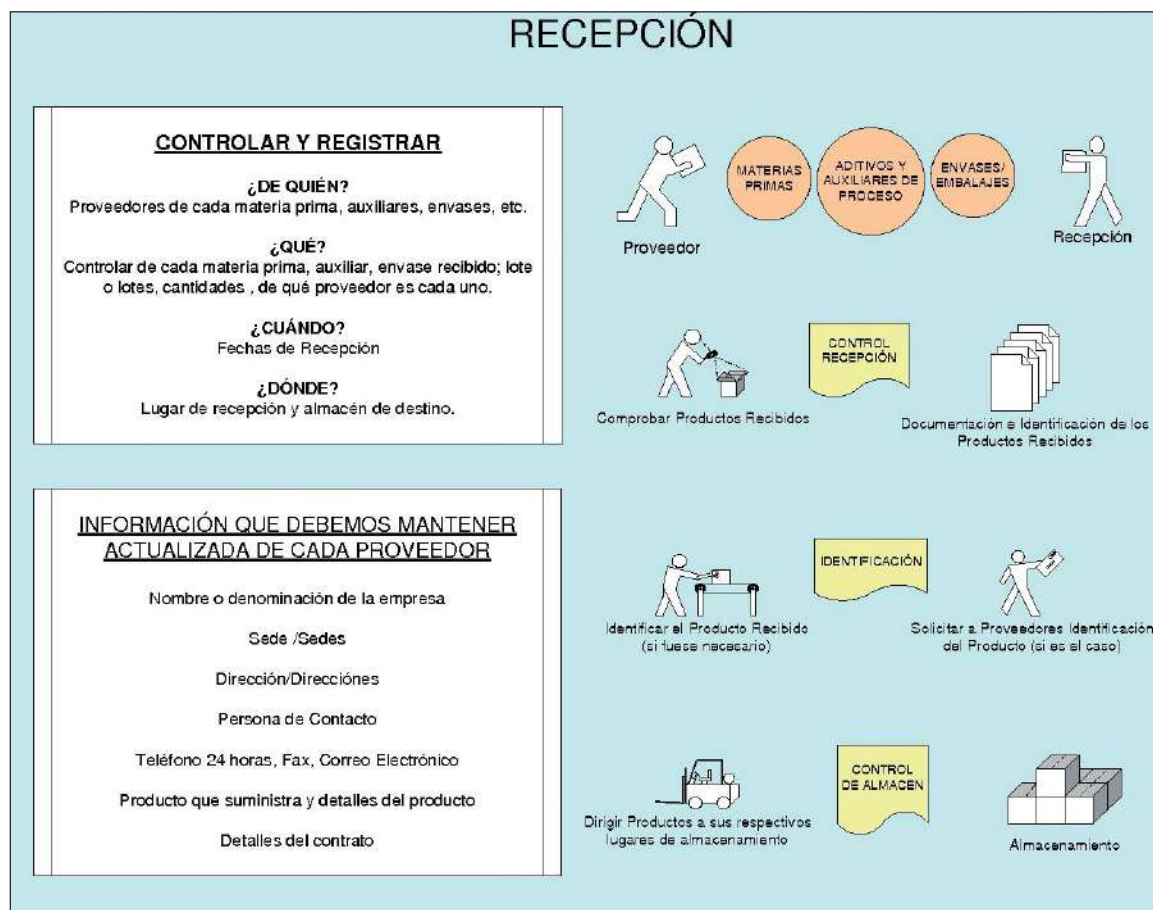 RECEPCIÓN
CONTROLAR Y REGISTRAR
¿DE QUIÉN?
Proveedores de cada materia prima, auxiliares, envases, etc.
¿QUÉ?
Controlar de cada materia prima, auxiliar, envase recibido; lote
o lotes, cantidades , de qué proveedor es cada uno.
¿CUÁNDO?
Fechas de Recepción
¿DÓNDE?
Lugar de recepción y almacén de destino.
INFORMACIÓN QUE DEBEMOS MANTENER
ACTUALIZADA DE CADA PROVEEDOR
Nombre o denominación de la empresa
Sede /Sedes
Dirección/Direcciónes
Persona de Contacto
Teléfono 24 horas, Fax, Correo Electrónico
Producto que suministra y detalles del producto
Detalles del contrato
Proveedor
MATERIAS
PRIMAS
ADITIVOS Y
AUXILIARES DE
PROCESO
ENVASES/
EMBALAJES
Recepción
Comprobar Productos Recibidos
CONTROL
RECEPCIÓN
Documentación e Identificación de los
Productos Recibidos
Identificar el Producto Recibido
(si fuese necesario)
IDENTIFICACIÓN
Solicitar a Proveedores Identificación
del Producto (si es el caso)
Dirigir Productos a sus respectivos
lugares de almacenamiento
CONTROL
DE ALMACEN
Almacenamiento